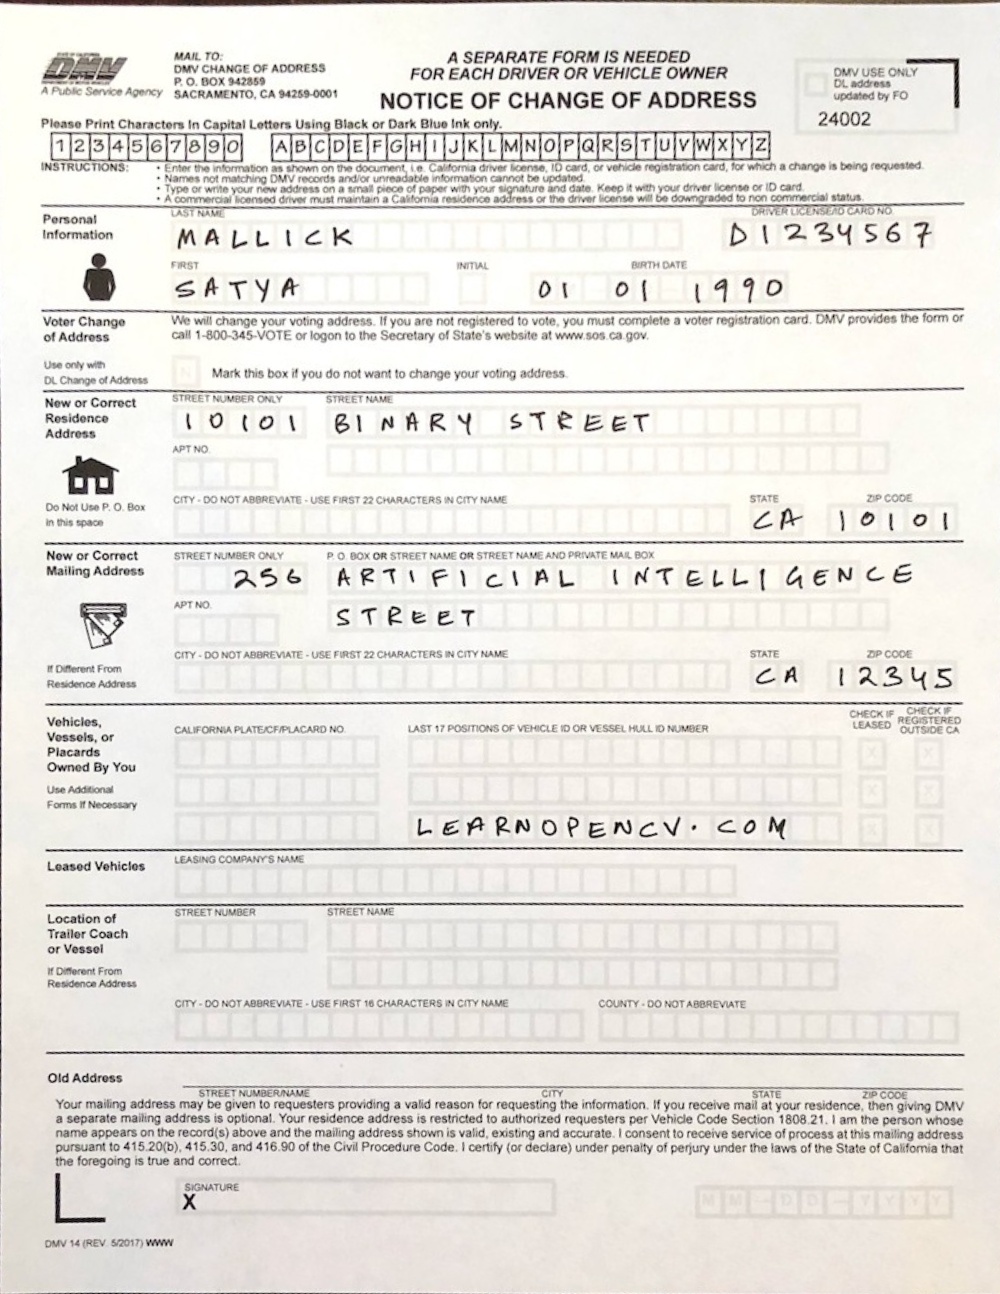 STATE OF CALIFORNIA
DMV
DEPARTMENT OF MOTOR VEHICLES
A Public Service Agency
MAIL TO:
DMV CHANGE OF ADDRESS
P. O. BOX 942859
SACRAMENTO, CA 94259-0001
A SEPARATE FORM IS NEEDED
FOR EACH DRIVER OR VEHICLE OWNER
NOTICE OF CHANGE OF ADDRESS
DMV USE ONLY
DL address
updated by FO
24002
Please Print Characters In Capital Letters Using Black or Dark Blue Ink only.
1 2 3 4 5 6 7 8 9 0 A B C D E F G H I J K L M N O P Q R S T U V W X Y Z
INSTRUCTIONS: • Enter the information as shown on the document, i.e. California driver license, ID card, or vehicle registration card, for which a change is being requested.
• Names not matching DMV records and/or unreadable information cannot be updated.
• Type or write your new address on a small piece of paper with your signature and date. Keep it with your driver license or ID card.
• A commercial licensed driver must maintain a California residence address or the driver license will be downgraded to non commercial status.
Personal
Information
LAST NAME DRIVER LICENSE/ID CARD NO.
MALLICK D1234567
FIRST INITIAL BIRTH DATE
SATYA 01 01 1990
Voter Change
of Address
We will change your voting address. If you are not registered to vote, you must complete a voter registration card. DMV provides the form or
call 1-800-345-VOTE or logon to the Secretary of State's website at www.sos.ca.gov.
Use only with
DL Change of Address
N Mark this box if you do not want to change your voting address.
New or Correct
Residence
Address
STREET NUMBER ONLY STREET NAME
10101 BINARY STREET
APT NO.
Do Not Use P. O. Box
in this space
CITY - DO NOT ABBREVIATE - USE FIRST 22 CHARACTERS IN CITY NAME STATE ZIP CODE
CA 10101
New or Correct
Mailing Address
STREET NUMBER ONLY P. O. BOX OR STREET NAME OR STREET NAME AND PRIVATE MAIL BOX
256 ARTIFICIAL INTELLIGENCE
APT NO.
STREET
If Different From
Residence Address
CITY - DO NOT ABBREVIATE - USE FIRST 22 CHARACTERS IN CITY NAME STATE ZIP CODE
CA 12345
Vehicles,
Vessels, or
Placards
Owned By You
Use Additional
Forms If Necessary
CALIFORNIA PLATE/CF/PLACARD NO. LAST 17 POSITIONS OF VEHICLE ID OR VESSEL HULL ID NUMBER
CHECK IF
LEASED
CHECK IF
REGISTERED
OUTSIDE CA
X X
X X
LEARNOPENCV.COM X X
Leased Vehicles
LEASING COMPANY'S NAME
Location of
Trailer Coach
or Vessel
If Different From
Residence Address
STREET NUMBER STREET NAME
CITY - DO NOT ABBREVIATE - USE FIRST 16 CHARACTERS IN CITY NAME COUNTY - DO NOT ABBREVIATE
Old Address
STREET NUMBER/NAME CITY STATE ZIP CODE
Your mailing address may be given to requesters providing a valid reason for requesting the information. If you receive mail at your residence, then giving DMV
a separate mailing address is optional. Your residence address is restricted to authorized requesters per Vehicle Code Section 1808.21. I am the person whose
name appears on the record(s) above and the mailing address shown is valid, existing and accurate. I consent to receive service of process at this mailing address
pursuant to 415.20(b), 415.30, and 416.90 of the Civil Procedure Code. I certify (or declare) under penalty of perjury under the laws of the State of California that
the foregoing is true and correct.
SIGNATURE
X
M M - D D - Y Y Y Y
DMV 14 (REV. 5/2017) WWW